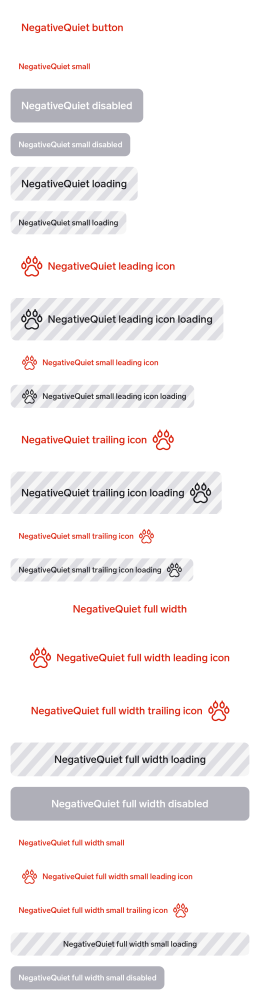 NegativeQuiet button
NegativeQuiet small
NegativeQuiet disabled
NegativeQuiet small disabled
NegativeQuiet loading
NegativeQuiet small loading
NegativeQuiet leading icon
NegativeQuiet leading icon loading
NegativeQuiet small leading icon
NegativeQuiet small leading icon loading
NegativeQuiet trailing icon
NegativeQuiet trailing icon loading
NegativeQuiet small trailing icon
NegativeQuiet small trailing icon loading
NegativeQuiet full width
NegativeQuiet full width leading icon
NegativeQuiet full width trailing icon
NegativeQuiet full width loading
NegativeQuiet full width disabled
NegativeQuiet full width small
NegativeQuiet full width small leading icon
NegativeQuiet full width small trailing icon
NegativeQuiet full width small loading
NegativeQuiet full width small disabled